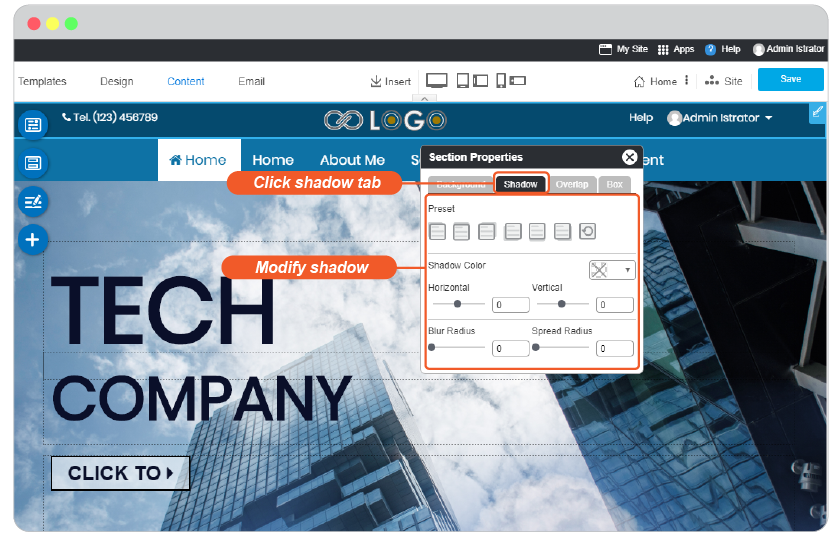 My Site Apps ? Help Admin Istrator
Templates Design Content Email Insert Home Site Save
Tel. (123) 456789 LOGO Help Admin Istrator
Home Home About Me S ent
Section Properties
Click shadow tab Background Shadow Overlap Box
Preset
Modify shadow Shadow Color
Horizontal Vertical
0 0
Blur Radius Spread Radius
0 0
TECH
COMPANY
CLICK TO